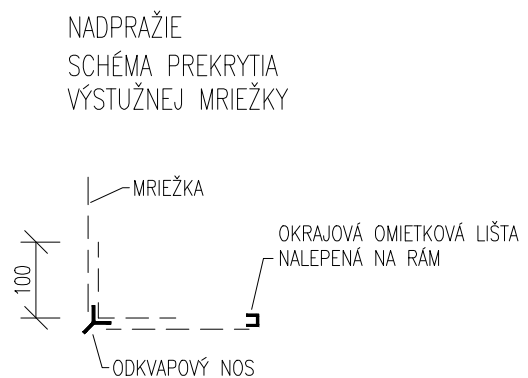 NADPRAŽIE
SCHÉMA PREKRYTIA
VÝSTUŽNEJ MRIEŽKY
MRIEŽKA
OKRAJOVÁ OMIETKOVÁ LIŠTA
NALEPENÁ NA RÁM
100
ODKVAPOVÝ NOS